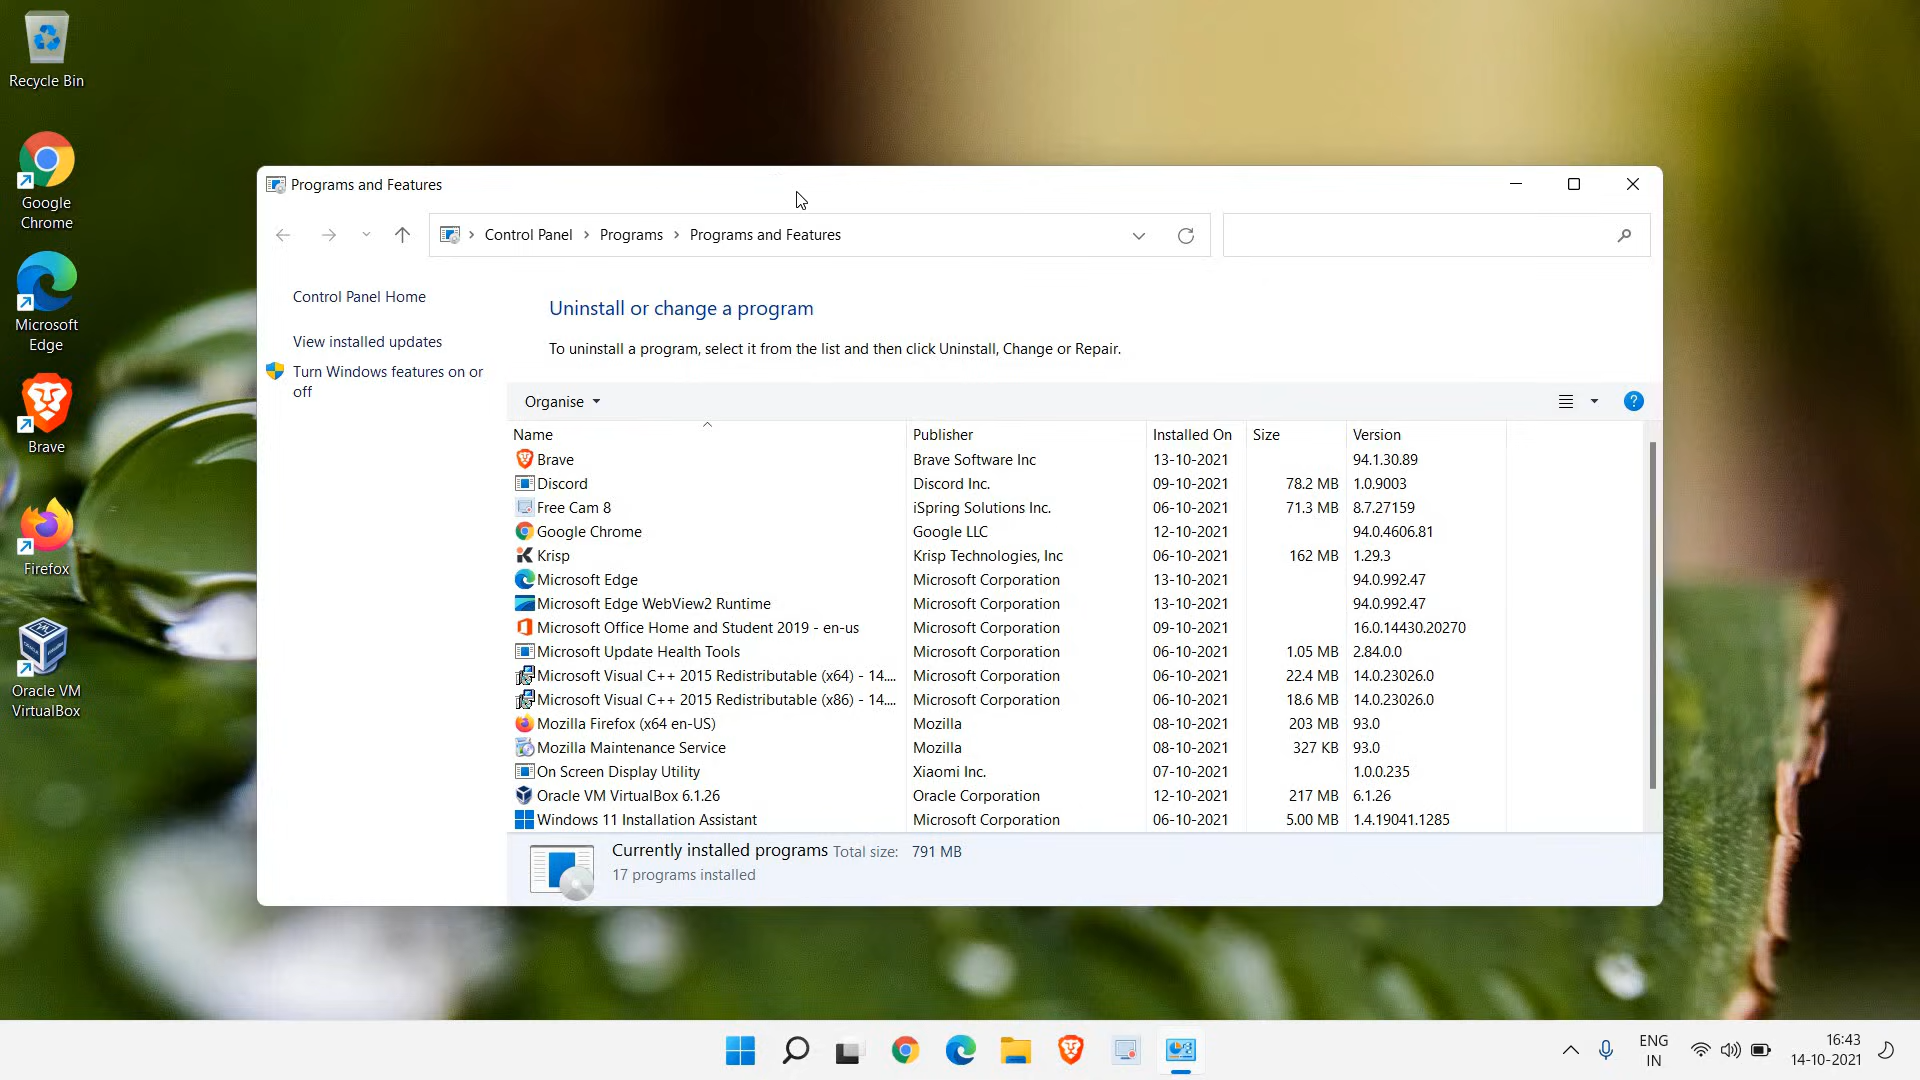 Recycle Bin
Google
Chrome
Microsoft
Edge
Brave
Firefox
Oracle VM
VirtualBox
Programs and Features
Control Panel > Programs > Programs and Features
Control Panel Home
View installed updates
Turn Windows features on or
off
Uninstall or change a program
To uninstall a program, select it from the list and then click Uninstall, Change or Repair.
Organise
Name Publisher Installed On Size Version
Brave Brave Software Inc 13-10-2021 94.1.30.89
Discord Discord Inc. 09-10-2021 78.2 MB 1.0.9003
Free Cam 8 iSpring Solutions Inc. 06-10-2021 71.3 MB 8.7.27159
Google Chrome Google LLC 12-10-2021 94.0.4606.81
Krisp Krisp Technologies, Inc 06-10-2021 162 MB 1.29.3
Microsoft Edge Microsoft Corporation 13-10-2021 94.0.992.47
Microsoft Edge WebView2 Runtime Microsoft Corporation 13-10-2021 94.0.992.47
Microsoft Office Home and Student 2019 - en-us Microsoft Corporation 09-10-2021 16.0.14430.20270
Microsoft Update Health Tools Microsoft Corporation 06-10-2021 1.05 MB 2.84.0.0
Microsoft Visual C++ 2015 Redistributable (x64) - 14.... Microsoft Corporation 06-10-2021 22.4 MB 14.0.23026.0
Microsoft Visual C++ 2015 Redistributable (x86) - 14.... Microsoft Corporation 06-10-2021 18.6 MB 14.0.23026.0
Mozilla Firefox (x64 en-US) Mozilla 08-10-2021 203 MB 93.0
Mozilla Maintenance Service Mozilla 08-10-2021 327 KB 93.0
On Screen Display Utility Xiaomi Inc. 07-10-2021 1.0.0.235
Oracle VM VirtualBox 6.1.26 Oracle Corporation 12-10-2021 217 MB 6.1.26
Windows 11 Installation Assistant Microsoft Corporation 06-10-2021 5.00 MB 1.4.19041.1285
Currently installed programs Total size: 791 MB
17 programs installed
ENG
IN
16:43
14-10-2021